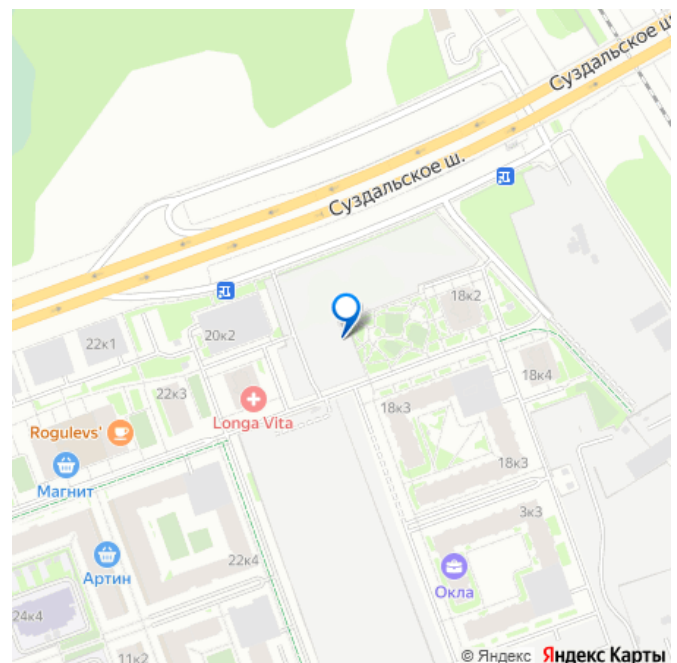 Суздальское ш
Суздальское ш.
18к2
20к2
22к1
18к4
22к3
Longa Vita
18к3
Rogulevs'
Магнит
18к3
3к3
22к4
Артин
Окла
24к4
11к2
© Яндекс Яндекс Карты